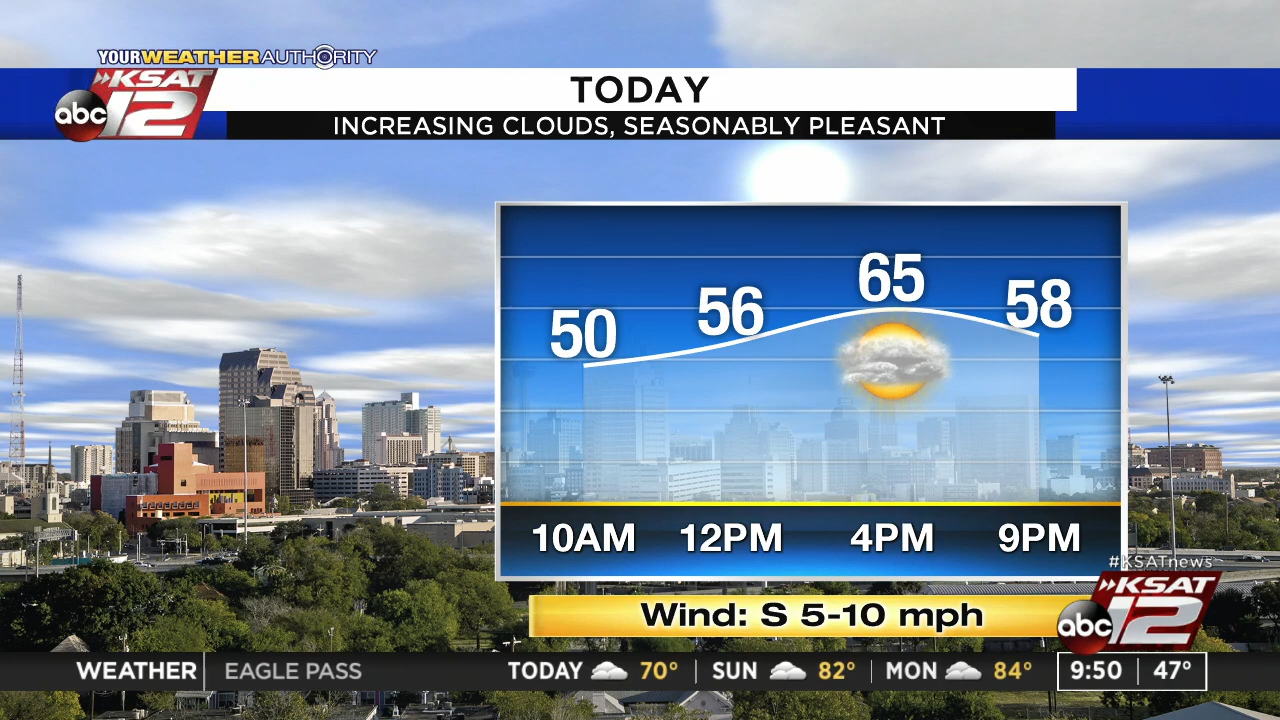 YOURWEATHERAUTHORITY
KSAT
abc 12
TODAY
INCREASING CLOUDS, SEASONABLY PLEASANT
50 56 65 58
10AM 12PM 4PM 9PM
Wind: S 5-10 mph
#KSATnews
KSAT
abc 12
WEATHER EAGLE PASS TODAY 70° SUN 82° MON 84° 9:50 47°